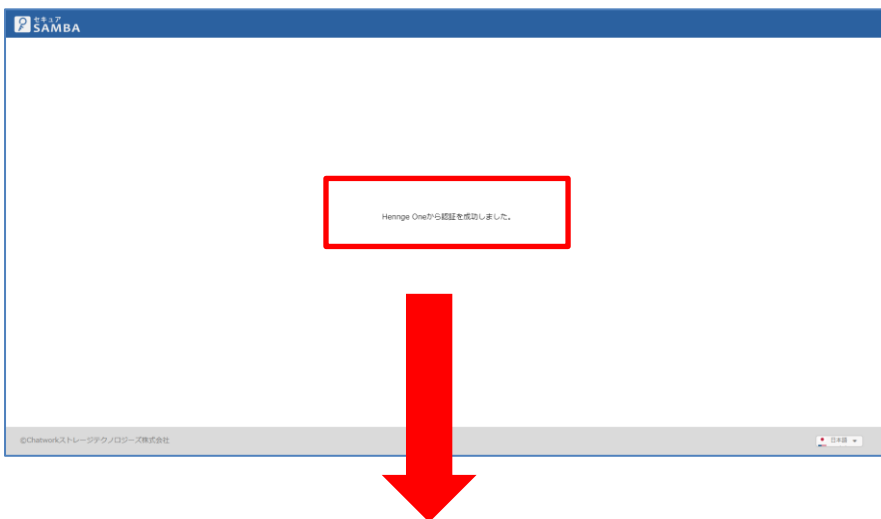 セキュア
SAMBA
Hennge Oneから認証を成功しました。
©Chatworkストレージテクノロジーズ株式会社
日本語